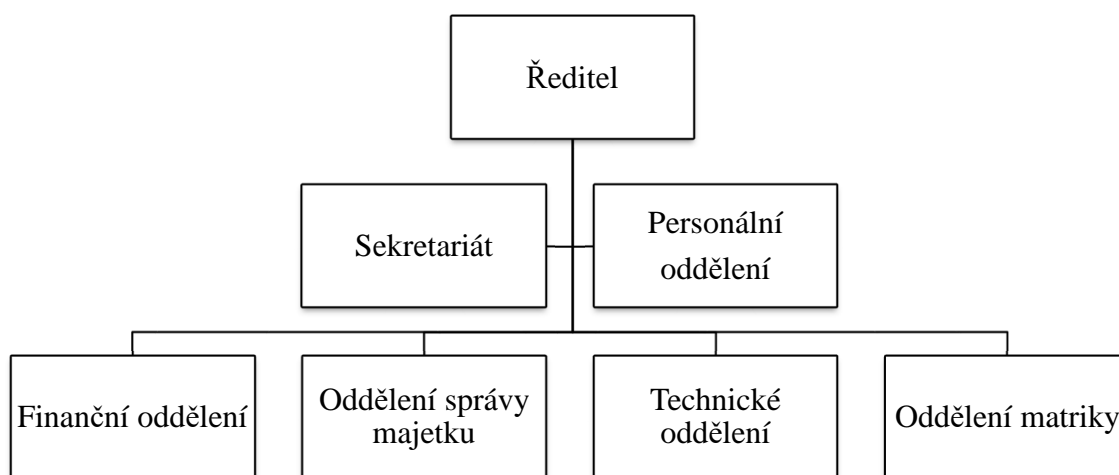 Ředitel
Sekretariát
Personální
oddělení
Finanční oddělení
Oddělení správy
majetku
Technické
oddělení
Oddělení matriky